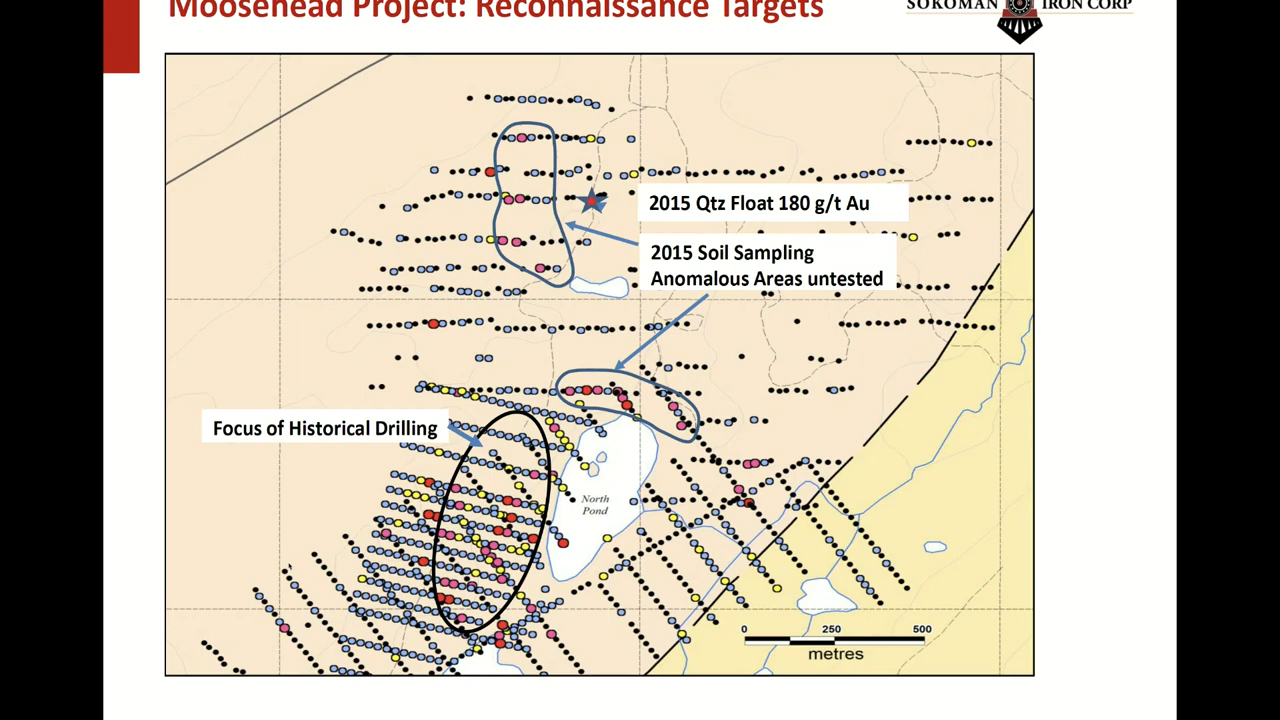 Moosehead Project: Reconnaissance Targets
SOKOMAN IRON CORP
2015 Qtz Float 180 g/t Au
2015 Soil Sampling
Anomalous Areas untested
Focus of Historical Drilling
North
Pond
0 250 500
metres